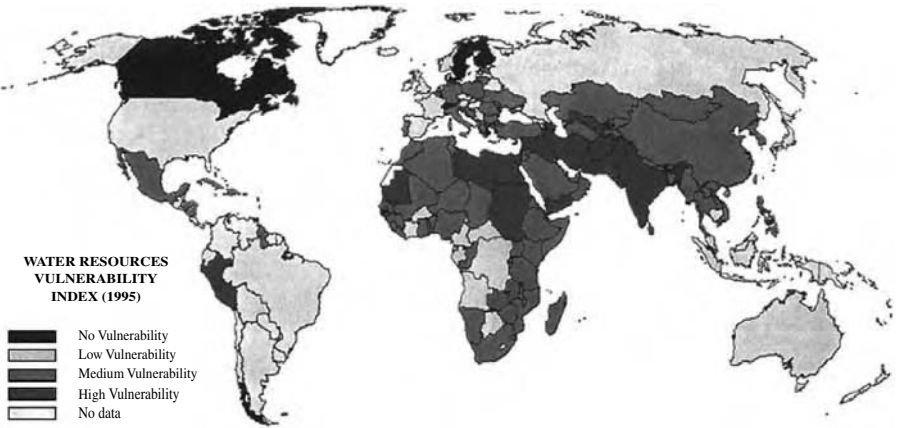 WATER RESOURCES
VULNERABILITY
INDEX (1995)
No Vulnerability
Low Vulnerability
Medium Vulnerability
High Vulnerability
No data